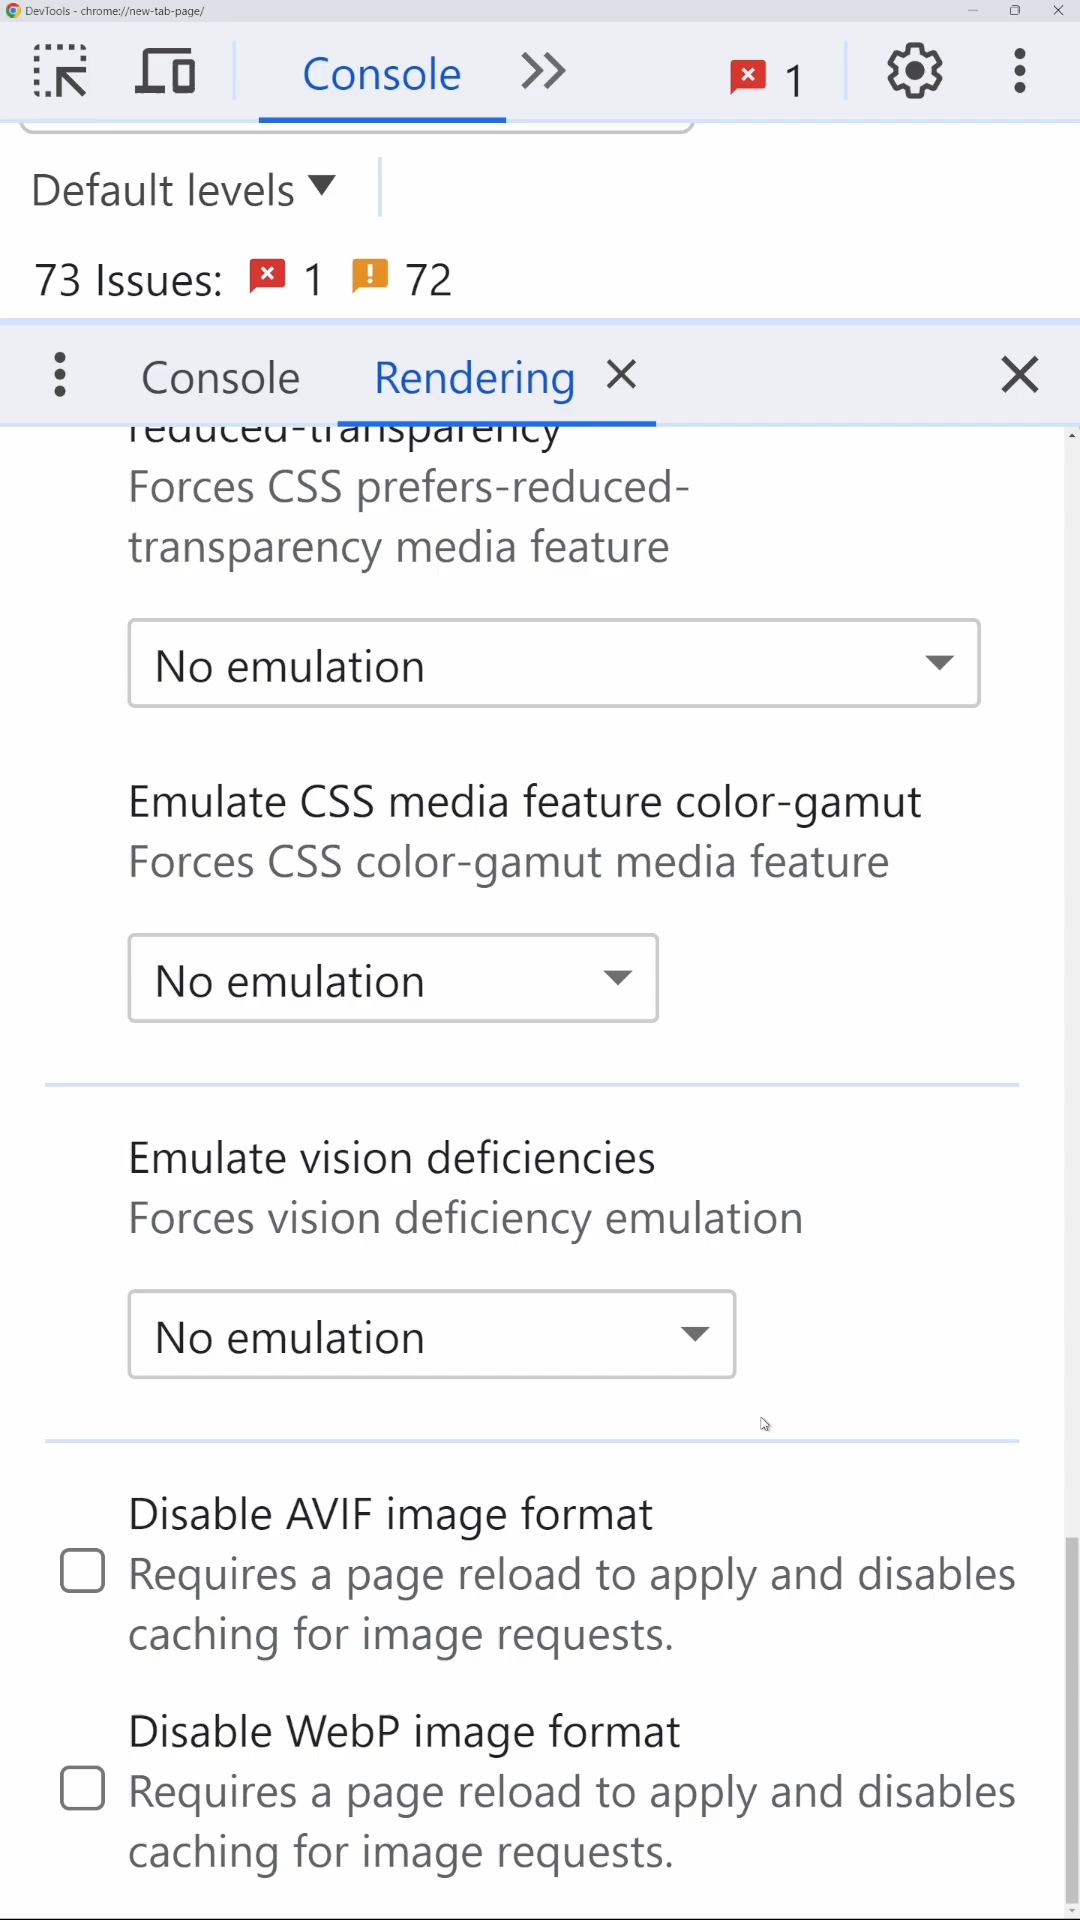 DevTools - chrome://new-tab-page/
Console 1
Default levels
73 Issues: 1 72
Console Rendering
reduced-transparency
Forces CSS prefers-reduced-
transparency media feature
No emulation
Emulate CSS media feature color-gamut
Forces CSS color-gamut media feature
No emulation
Emulate vision deficiencies
Forces vision deficiency emulation
No emulation
Disable AVIF image format
Requires a page reload to apply and disables
caching for image requests.
Disable WebP image format
Requires a page reload to apply and disables
caching for image requests.